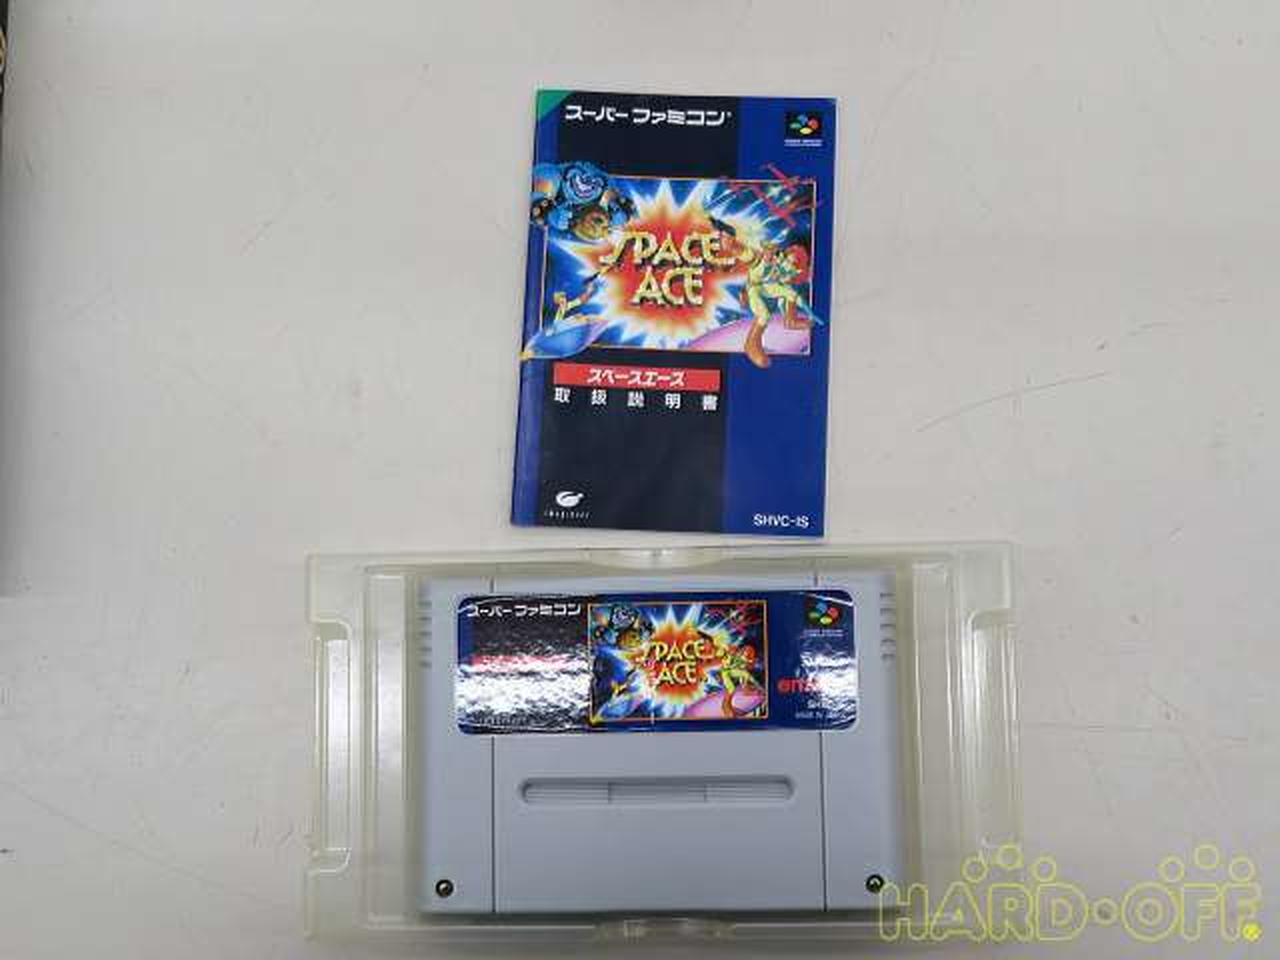 スーパーファミコン
SPACE
ACE
スペースエース
取扱説明書
SHVC-IS
スーパーファミコン
SPACE
ACE
HARD・OFF